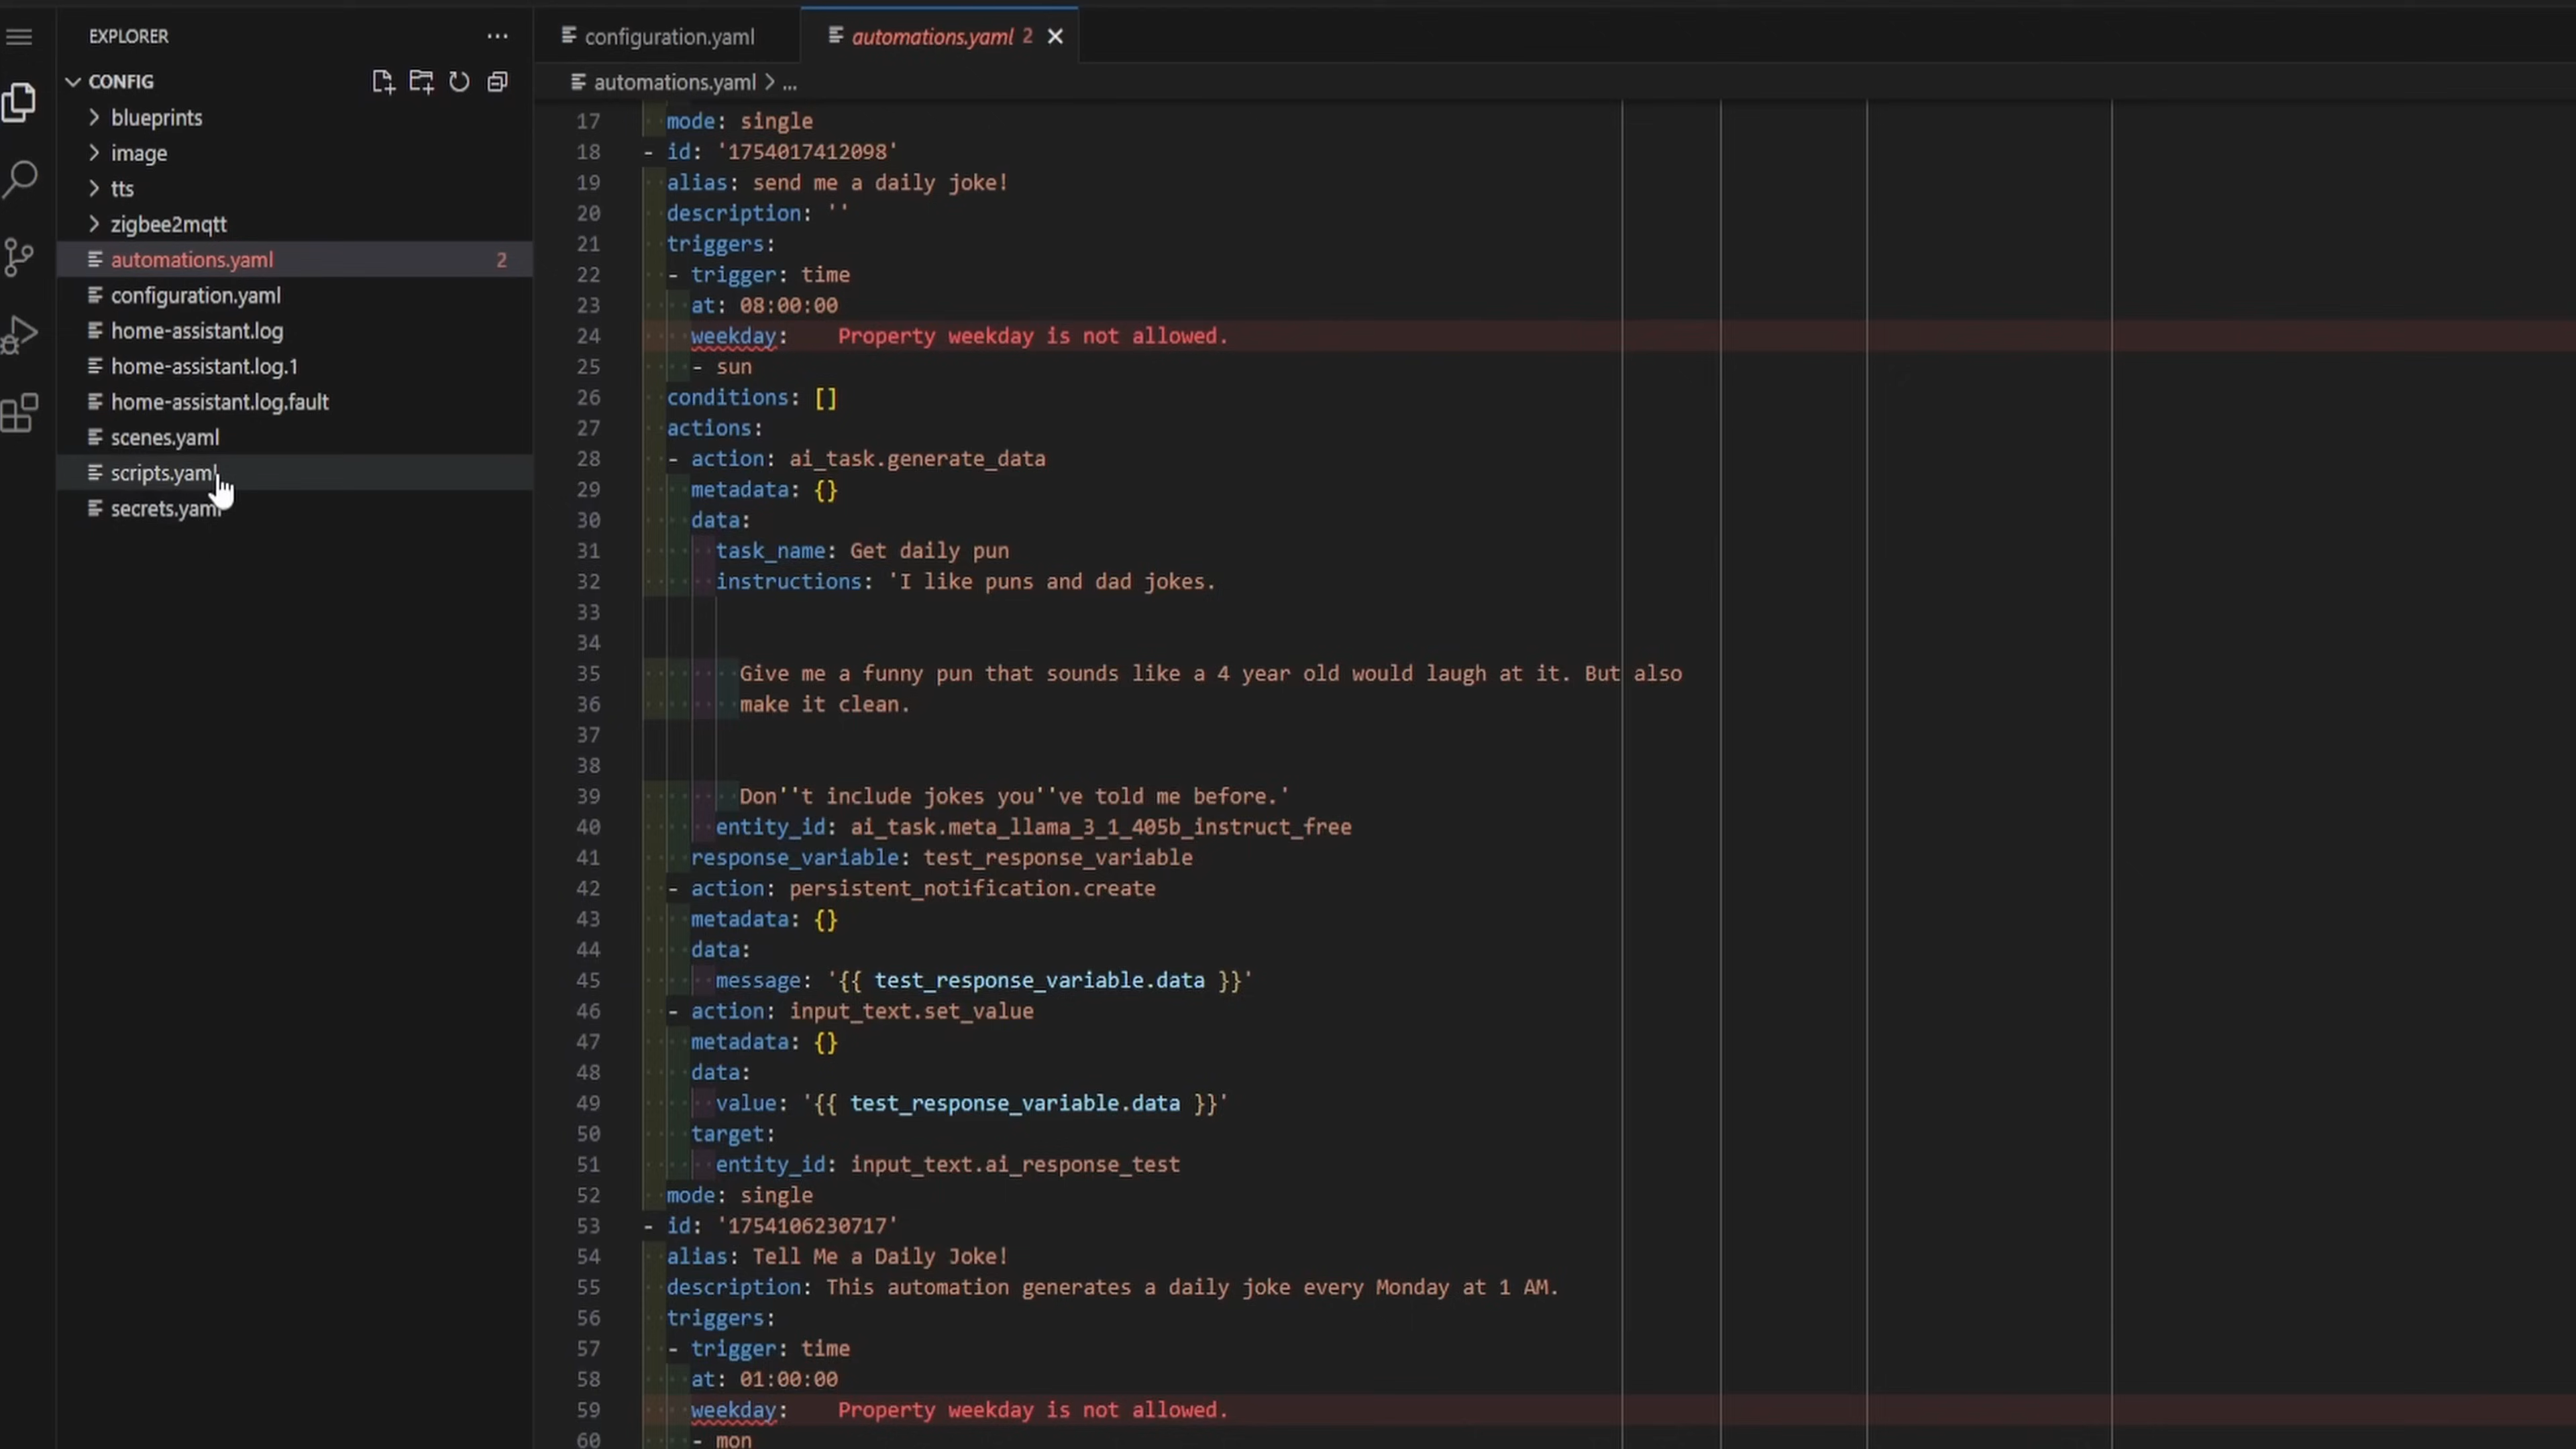 EXPLORER
CONFIG
blueprints
image
tts
zigbee2mqtt
automations.yaml 2
configuration.yaml
home-assistant.log
home-assistant.log.1
home-assistant.log.fault
scenes.yaml
scripts.yaml
secrets.yaml
configuration.yaml
automations.yaml 2
automations.yaml > ...
17 mode: single
18 - id: '1754017412098'
19 alias: send me a daily joke!
20 description: ''
21 triggers:
22 - trigger: time
23 at: 08:00:00
24 weekday: Property weekday is not allowed.
25 - sun
26 conditions: []
27 actions:
28 - action: ai_task.generate_data
29 metadata: {}
30 data:
31 task_name: Get daily pun
32 instructions: 'I like puns and dad jokes.
33
34
35 Give me a funny pun that sounds like a 4 year old would laugh at it. But also
36 make it clean.
37
38
39 Don''t include jokes you''ve told me before.'
40 entity_id: ai_task.meta_llama_3_1_405b_instruct_free
41 response_variable: test_response_variable
42 - action: persistent_notification.create
43 metadata: {}
44 data:
45 message: '{{ test_response_variable.data }}'
46 - action: input_text.set_value
47 metadata: {}
48 data:
49 value: '{{ test_response_variable.data }}'
50 target:
51 entity_id: input_text.ai_response_test
52 mode: single
53 - id: '1754106230717'
54 alias: Tell Me a Daily Joke!
55 description: This automation generates a daily joke every Monday at 1 AM.
56 triggers:
57 - trigger: time
58 at: 01:00:00
59 weekday: Property weekday is not allowed.
60 - mon